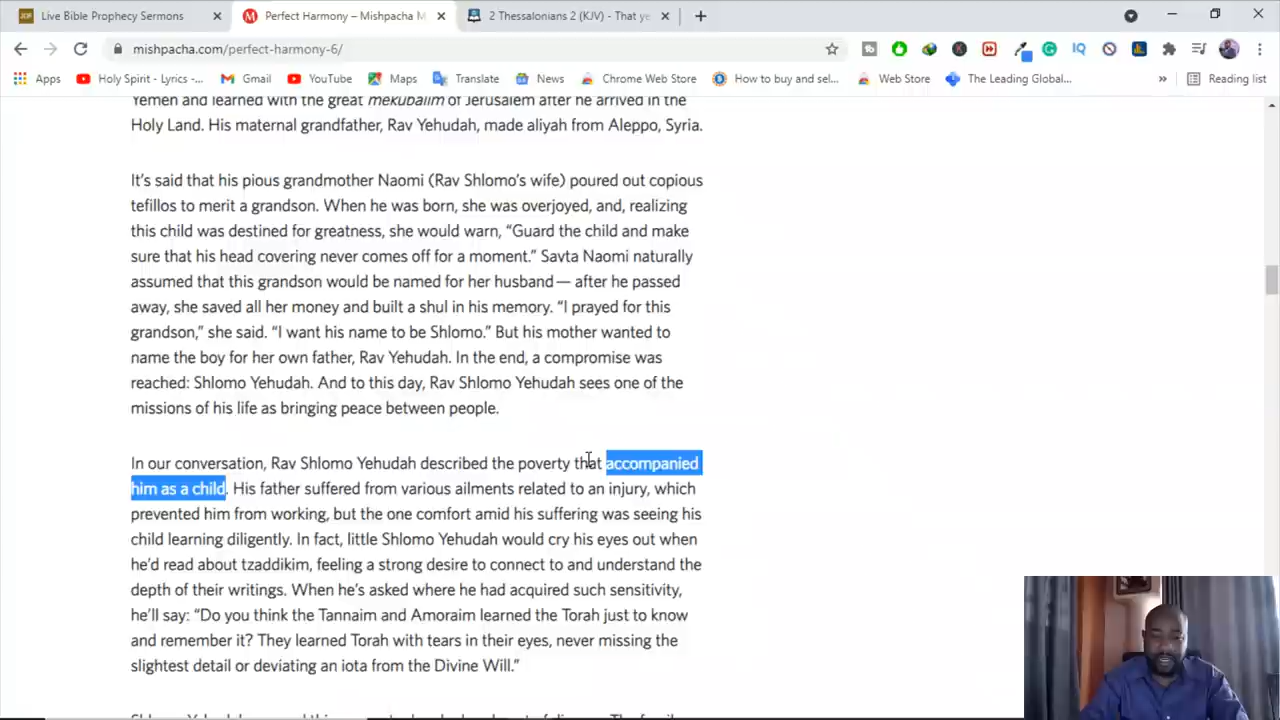 Live Bible Prophecy Sermons
Perfect Harmony – Mishpacha M
2 Thessalonians 2 (KJV) - That ye
mishpacha.com/perfect-harmony-6/
Apps
Holy Spirit - Lyrics -...
Gmail
YouTube
Maps
Translate
News
Chrome Web Store
How to buy and sel...
Web Store
The Leading Global...
Reading list
Yemen and learned with the great mekubalim of Jerusalem after he arrived in the
Holy Land. His maternal grandfather, Rav Yehudah, made aliyah from Aleppo, Syria.
It’s said that his pious grandmother Naomi (Rav Shlomo’s wife) poured out copious
tefillos to merit a grandson. When he was born, she was overjoyed, and, realizing
this child was destined for greatness, she would warn, “Guard the child and make
sure that his head covering never comes off for a moment.” Savta Naomi naturally
assumed that this grandson would be named for her husband — after he passed
away, she saved all her money and built a shul in his memory. “I prayed for this
grandson,” she said. “I want his name to be Shlomo.” But his mother wanted to
name the boy for her own father, Rav Yehudah. In the end, a compromise was
reached: Shlomo Yehudah. And to this day, Rav Shlomo Yehudah sees one of the
missions of his life as bringing peace between people.
In our conversation, Rav Shlomo Yehudah described the poverty that accompanied
him as a child. His father suffered from various ailments related to an injury, which
prevented him from working, but the one comfort amid his suffering was seeing his
child learning diligently. In fact, little Shlomo Yehudah would cry his eyes out when
he’d read about tzaddikim, feeling a strong desire to connect to and understand the
depth of their writings. When he’s asked where he had acquired such sensitivity,
he’ll say: “Do you think the Tannaim and Amoraim learned the Torah just to know
and remember it? They learned Torah with tears in their eyes, never missing the
slightest detail or deviating an iota from the Divine Will.”